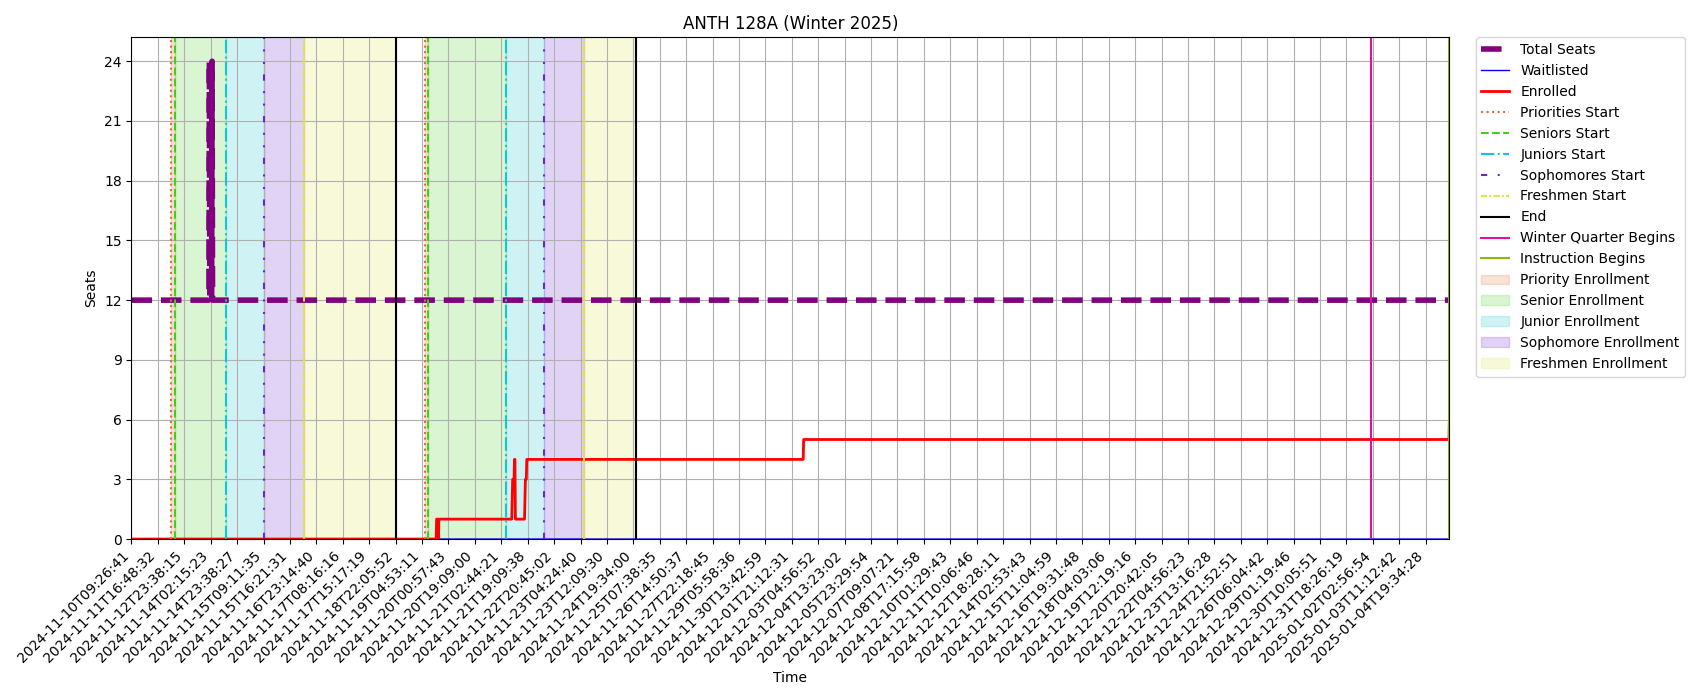 ANTH 128A (Winter 2025)
Seats
24
21
18
15
12
9
6
3
0
2024-11-10T09:26:41
2024-11-11T16:48:32
2024-11-12T23:38:15
2024-11-14T02:15:23
2024-11-14T23:38:27
2024-11-15T09:11:35
2024-11-15T16:21:31
2024-11-16T23:14:40
2024-11-17T08:16:16
2024-11-17T15:17:19
2024-11-18T22:05:52
2024-11-19T04:53:11
2024-11-20T00:57:43
2024-11-20T19:09:00
2024-11-21T02:44:21
2024-11-21T19:09:38
2024-11-22T20:45:02
2024-11-23T04:24:40
2024-11-23T12:09:30
2024-11-24T19:34:00
2024-11-25T07:38:35
2024-11-26T14:50:37
2024-11-27T22:18:45
2024-11-29T05:58:36
2024-11-30T13:42:59
2024-12-01T21:12:31
2024-12-03T04:56:52
2024-12-04T13:23:02
2024-12-05T23:29:54
2024-12-07T09:07:21
2024-12-08T17:15:58
2024-12-10T01:29:43
2024-12-11T10:06:46
2024-12-12T18:28:11
2024-12-14T02:53:43
2024-12-15T11:04:59
2024-12-16T19:31:48
2024-12-18T04:03:06
2024-12-19T12:19:16
2024-12-20T20:42:05
2024-12-22T04:56:23
2024-12-23T13:16:28
2024-12-24T21:52:51
2024-12-26T06:04:42
2024-12-29T01:19:46
2024-12-30T10:05:51
2024-12-31T18:26:19
2025-01-02T02:56:54
2025-01-03T11:12:42
2025-01-04T19:34:28
Time
Total Seats
Waitlisted
Enrolled
Priorities Start
Seniors Start
Juniors Start
Sophomores Start
Freshmen Start
End
Winter Quarter Begins
Instruction Begins
Priority Enrollment
Senior Enrollment
Junior Enrollment
Sophomore Enrollment
Freshmen Enrollment